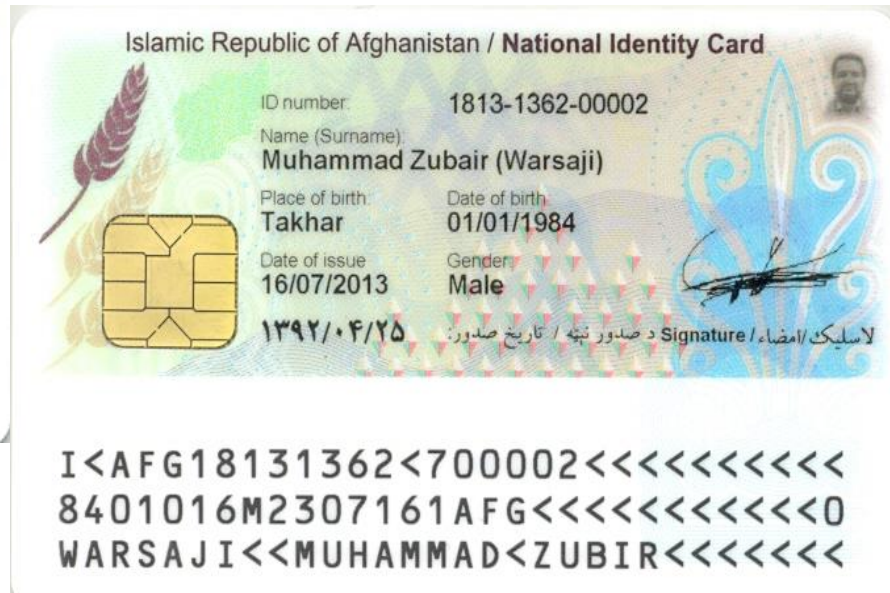 Islamic Republic of Afghanistan / National Identity Card
ID number: 1813-1362-00002
Name (Surname):
Muhammad Zubair (Warsaji)
Place of birth: Date of birth
Takhar 01/01/1984
Date of issue Gender
16/07/2013 Male
۱۳۹۲/۰۴/۲۵ د صدور نېټه / تاریخ صدور: Signature / لاسلیک/امضاء
I<AFG18131362<700002<<<<<<<<<<
8401016M2307161AFG<<<<<<<<<<<0
WARSAJI<<MUHAMMAD<ZUBIR<<<<<<<